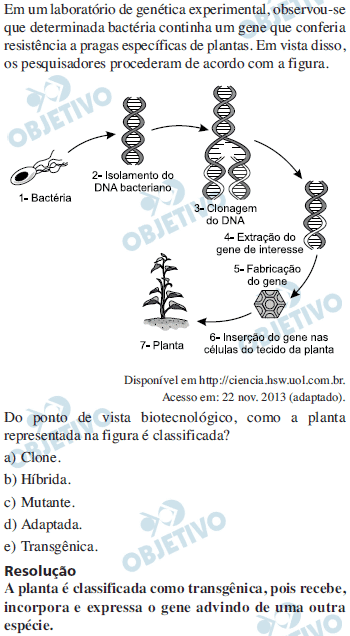 Em um laboratório de genética experimental, observou-se
que determinada bactéria continha um gene que conferia
resistência a pragas específicas de plantas. Em vista disso,
os pesquisadores procederam de acordo com a figura.
1- Bactéria
2- Isolamento do
DNA bacteriano
3- Clonagem
do DNA
4- Extração do
gene de interesse
5- Fabricação
do gene
6- Inserção do gene nas
células do tecido da planta
7- Planta
Disponível em http://ciencia.hsw.uol.com.br.
Acesso em: 22 nov. 2013 (adaptado).
Do ponto de vista biotecnológico, como a planta
representada na figura é classificada?
a) Clone.
b) Híbrida.
c) Mutante.
d) Adaptada.
e) Transgênica.
Resolução
A planta é classificada como transgênica, pois recebe,
incorpora e expressa o gene advindo de uma outra
espécie.
OBJETIVO
OBJETIVO
OBJETIVO
OBJETIVO
OBJETIVO
OBJETIVO